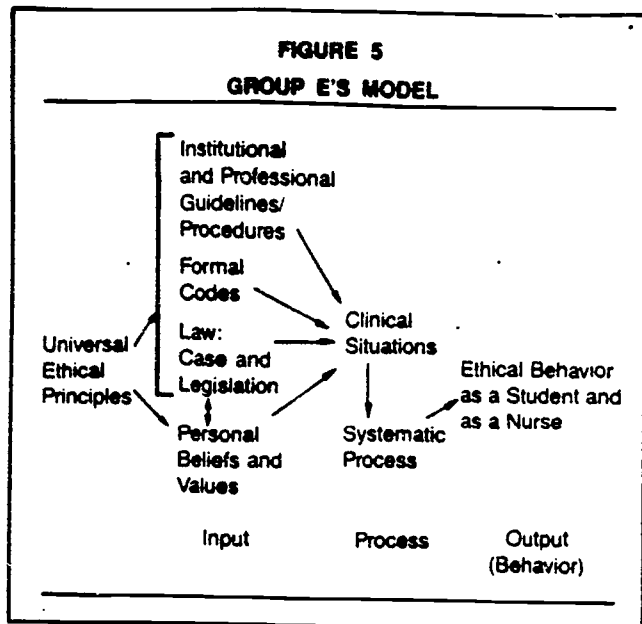 FIGURE 5
GROUP E'S MODEL
Institutional
and Professional
Guidelines/
Procedures
Formal
Codes
Law:
Case and
Legislation
Universal
Ethical
Principles
Personal
Beliefs and
Values
Clinical
Situations
Systematic
Process
Ethical Behavior
as a Student and
as a Nurse
Input
Process
Output
(Behavior)